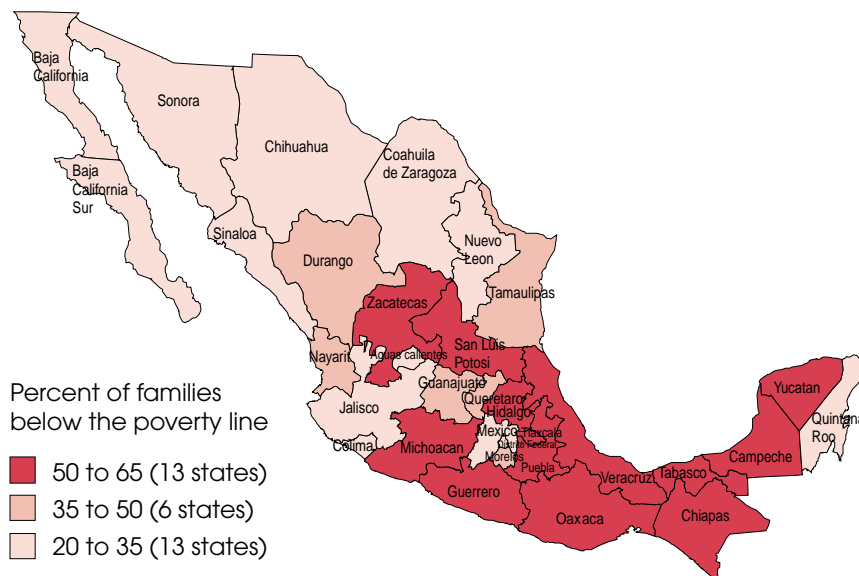 Baja
California
Sonora
Chihuahua
Coahuila
de Zaragoza
Baja
California
Sur
Sinaloa
Nuevo
Leon
Durango
Tamaulipas
Zacatecas
San Luis
Potosi
Nayarit
Aguas calientes
Guanajuato
Queretaro
Hidalgo
Jalisco
Colima
Michoacan
Mexico
Tlaxcala
Distrito Federal
Morelos
Puebla
Guerrero
Oaxaca
Veracruz
Tabasco
Chiapas
Campeche
Yucatan
Quintana
Roo
Percent of families
below the poverty line
50 to 65 (13 states)
35 to 50 (6 states)
20 to 35 (13 states)